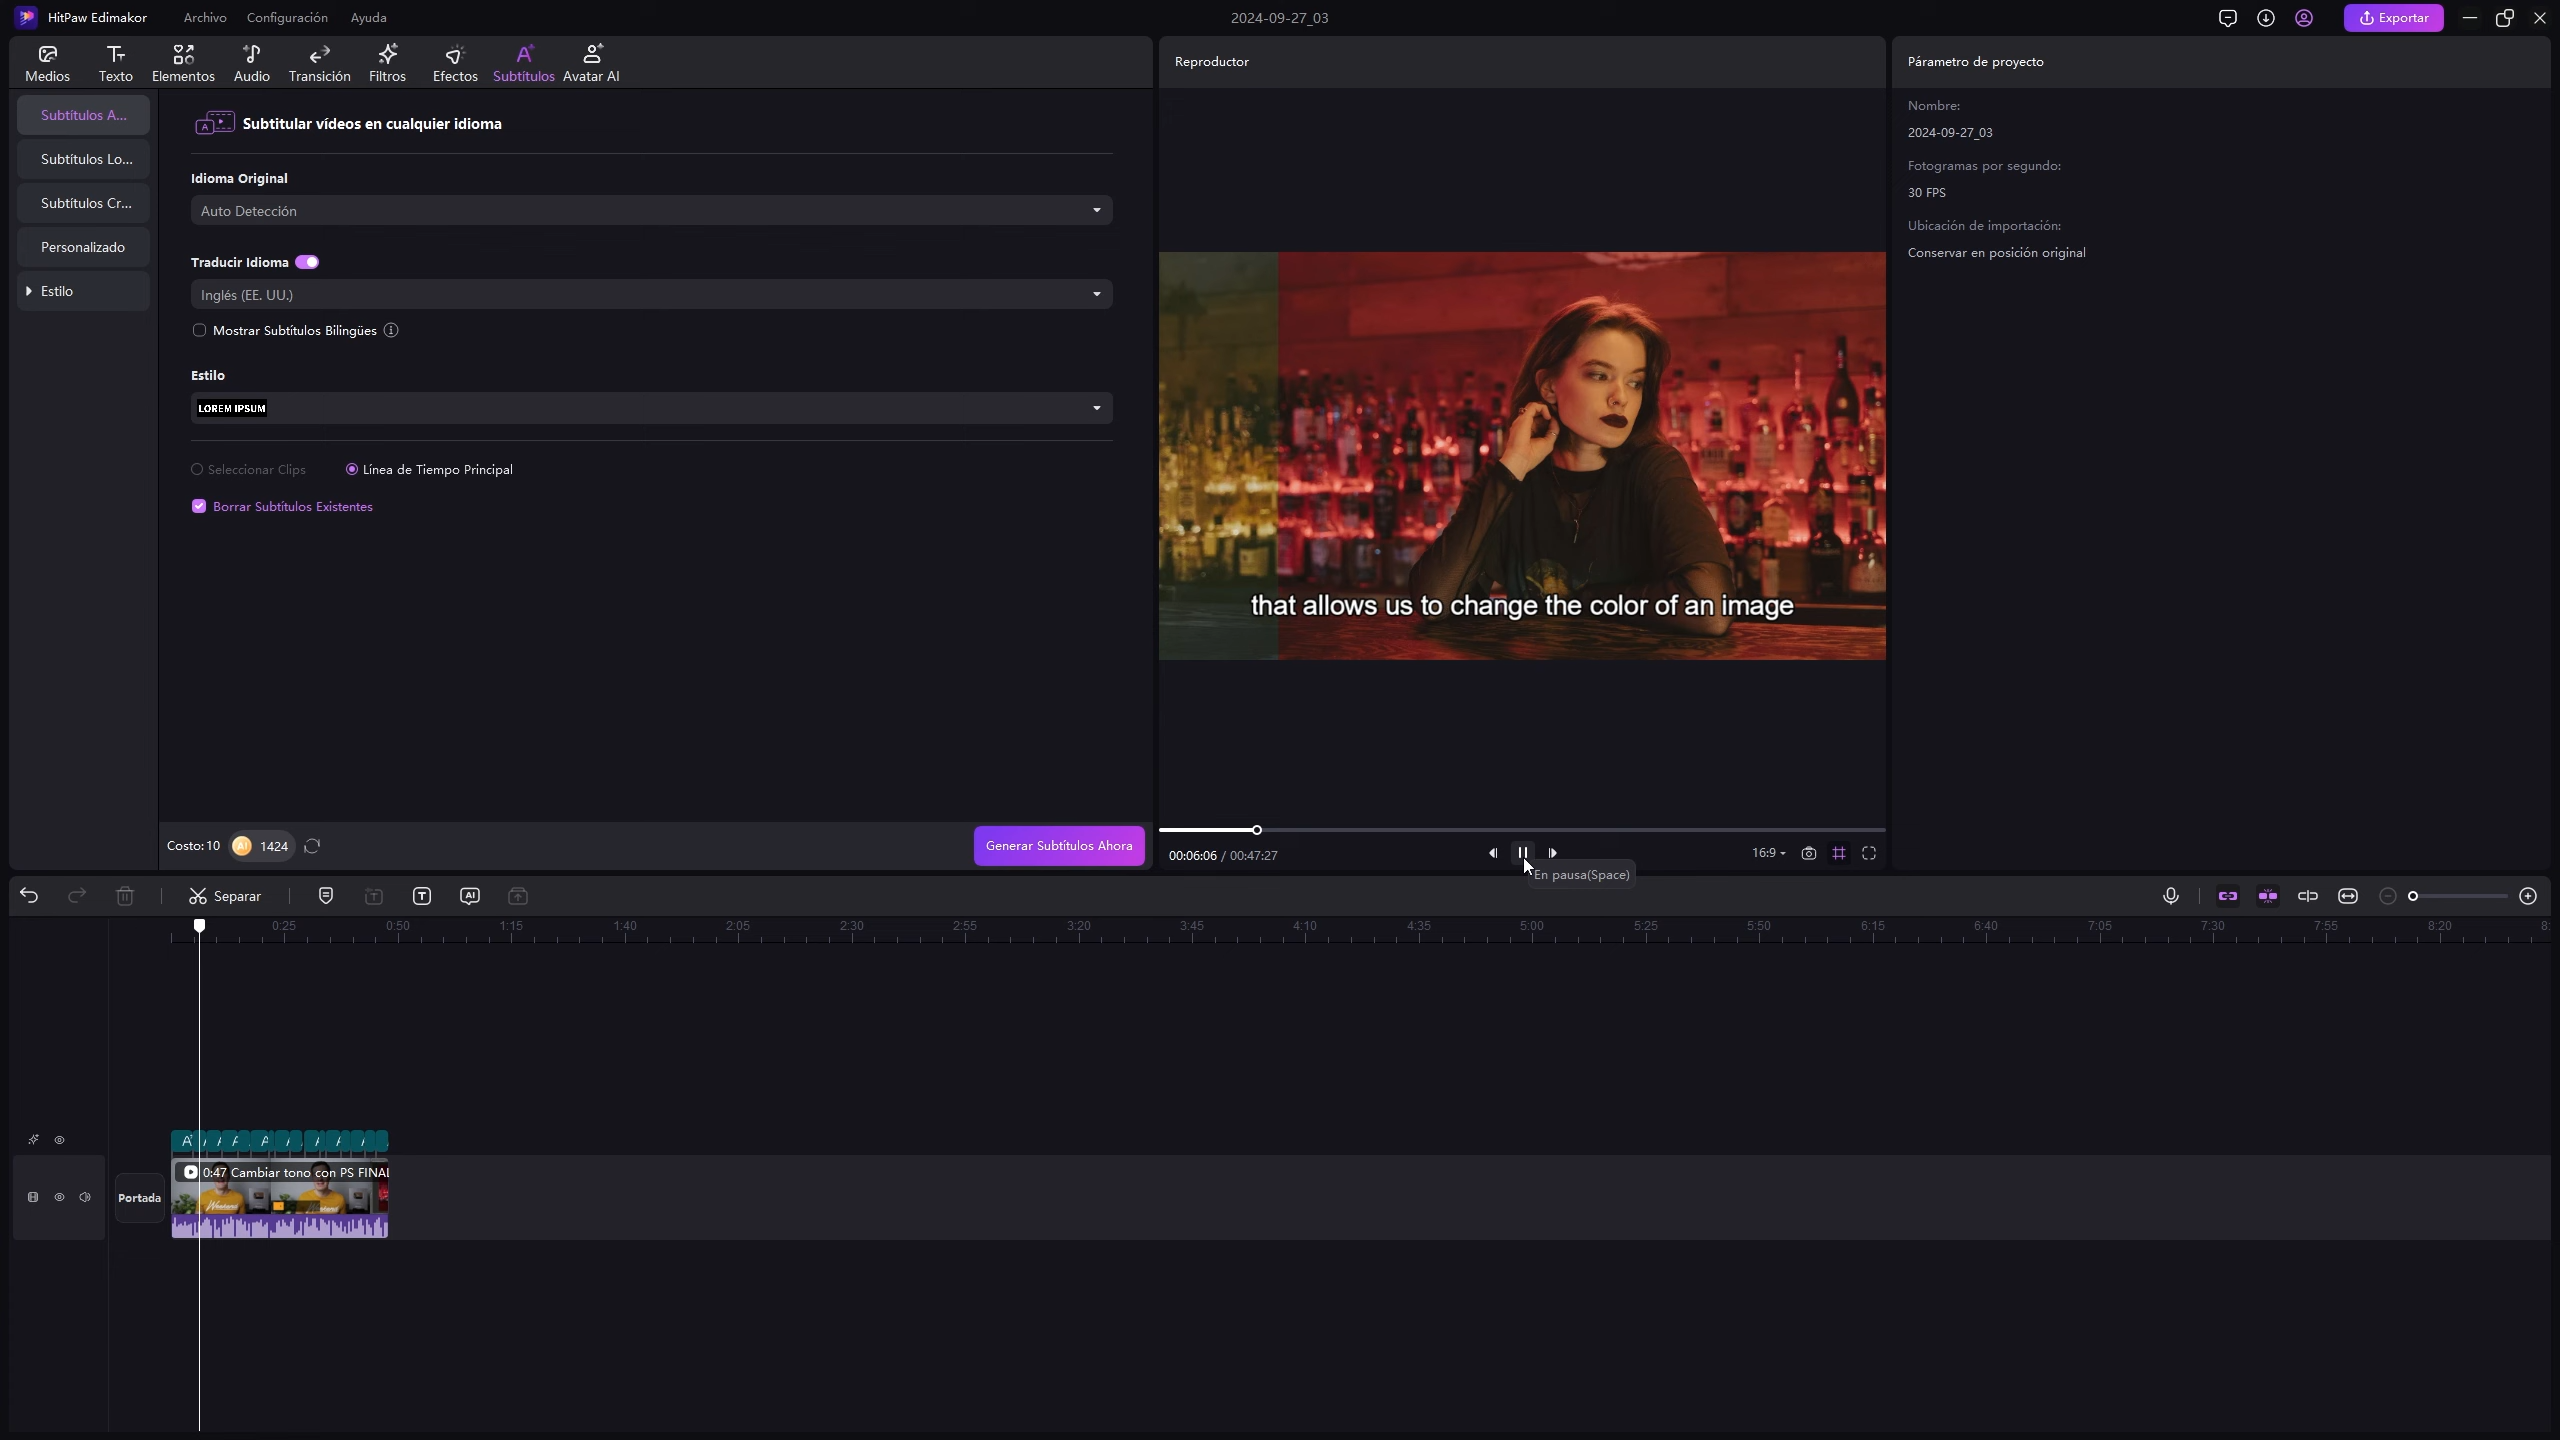 HitPaw Edimakor
Archivo
Configuración
Ayuda
2024-09-27_03
Exportar
Medios
Texto
Elementos
Audio
Transición
Filtros
Efectos
Subtítulos
Avatar AI
Reproductor
Párametro de proyecto
Subtítulos A...
Subtítulos Lo...
Subtítulos Cr...
Personalizado
Estilo
Subtitular vídeos en cualquier idioma
Idioma Original
Auto Detección
Traducir Idioma
Inglés (EE. UU.)
Mostrar Subtítulos Bilingües
Estilo
LOREM IPSUM
Seleccionar Clips
Línea de Tiempo Principal
Borrar Subtítulos Existentes
Costo:10
AI
1424
Generar Subtítulos Ahora
that allows us to change the color of an image
00:06:06 / 00:47:27
16:9
En pausa(Space)
Nombre:
2024-09-27_03
Fotogramas por segundo:
30 FPS
Ubicación de importación:
Conservar en posición original
Separar
0:25 0:50 1:15 1:40 2:05 2:30 2:55 3:20 3:45 4:10 4:35 5:00 5:25 5:50 6:15 6:40 7:05 7:30 7:55 8:20 8:
Portada
0:47 Cambiar tono con PS FINAL